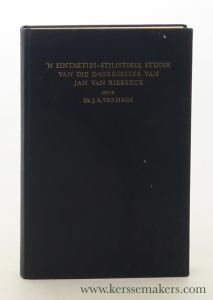 'N SINTAKTIES-STILISTIESE STUDIE
VAN DIE DAGREGISTER VAN
JAN VAN RIEBEECK
DEUR
Dr. J. A. VERHAGE
www.kerssemakers.com